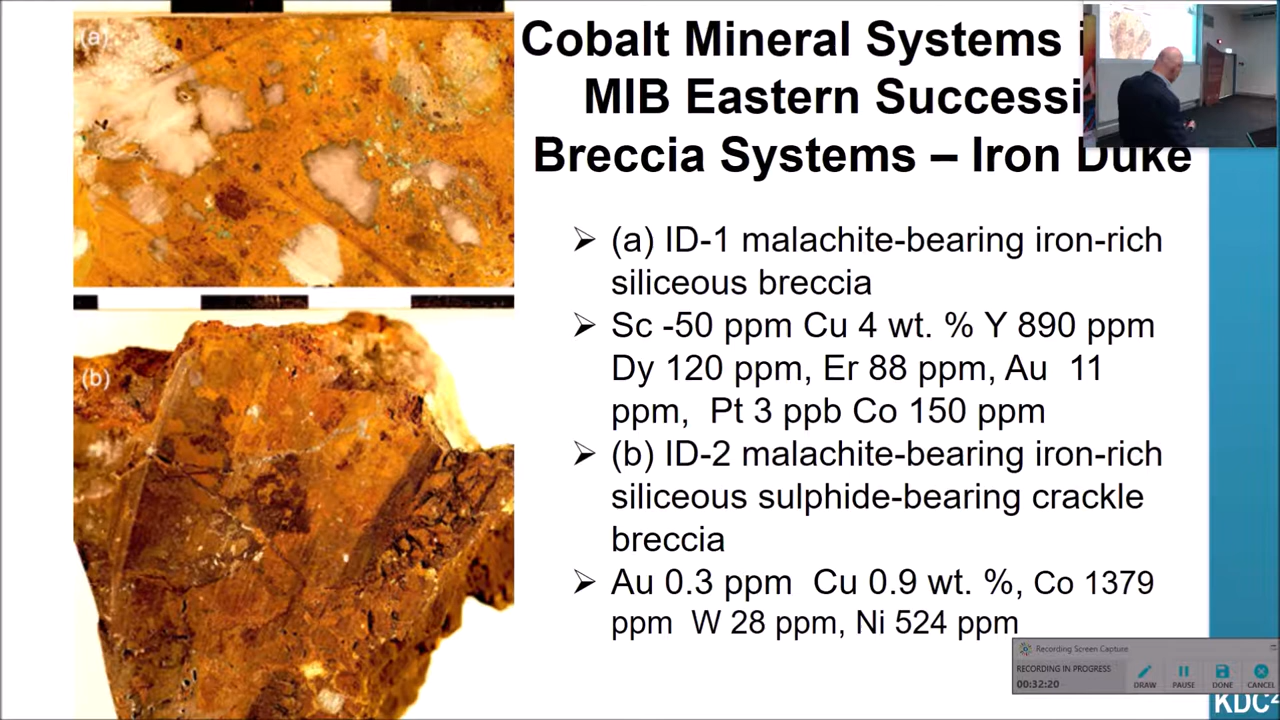 (a)
Cobalt Mineral Systems
MIB Eastern
Breccia Systems – Iron Duke
➢ (a) ID-1 malachite-bearing iron-rich
siliceous breccia
➢ Sc -50 ppm Cu 4 wt. % Y 890 ppm
Dy 120 ppm, Er 88 ppm, Au 11
ppm, Pt 3 ppb Co 150 ppm
(b)
➢ (b) ID-2 malachite-bearing iron-rich
siliceous sulphide-bearing crackle
breccia
➢ Au 0.3 ppm Cu 0.9 wt. %, Co 1379
ppm W 28 ppm, Ni 524 ppm
Recording Screen Capture
RECORDING IN PROGRESS
00:32:20
DRAW PAUSE DONE CANCEL